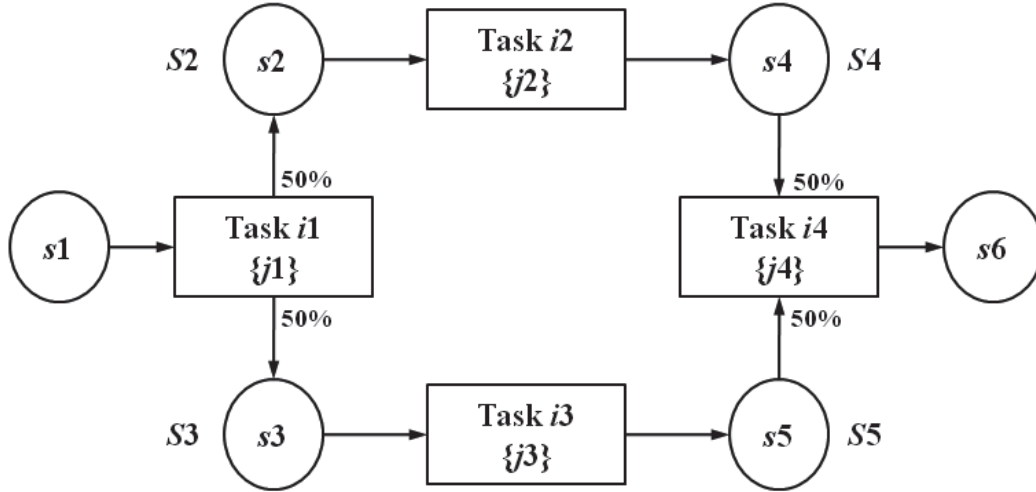 S2
s2
Task i2
{j2}
s4
S4
50%
50%
s1
Task i1
{j1}
Task i4
{j4}
s6
50%
50%
S3
s3
Task i3
{j3}
s5
S5